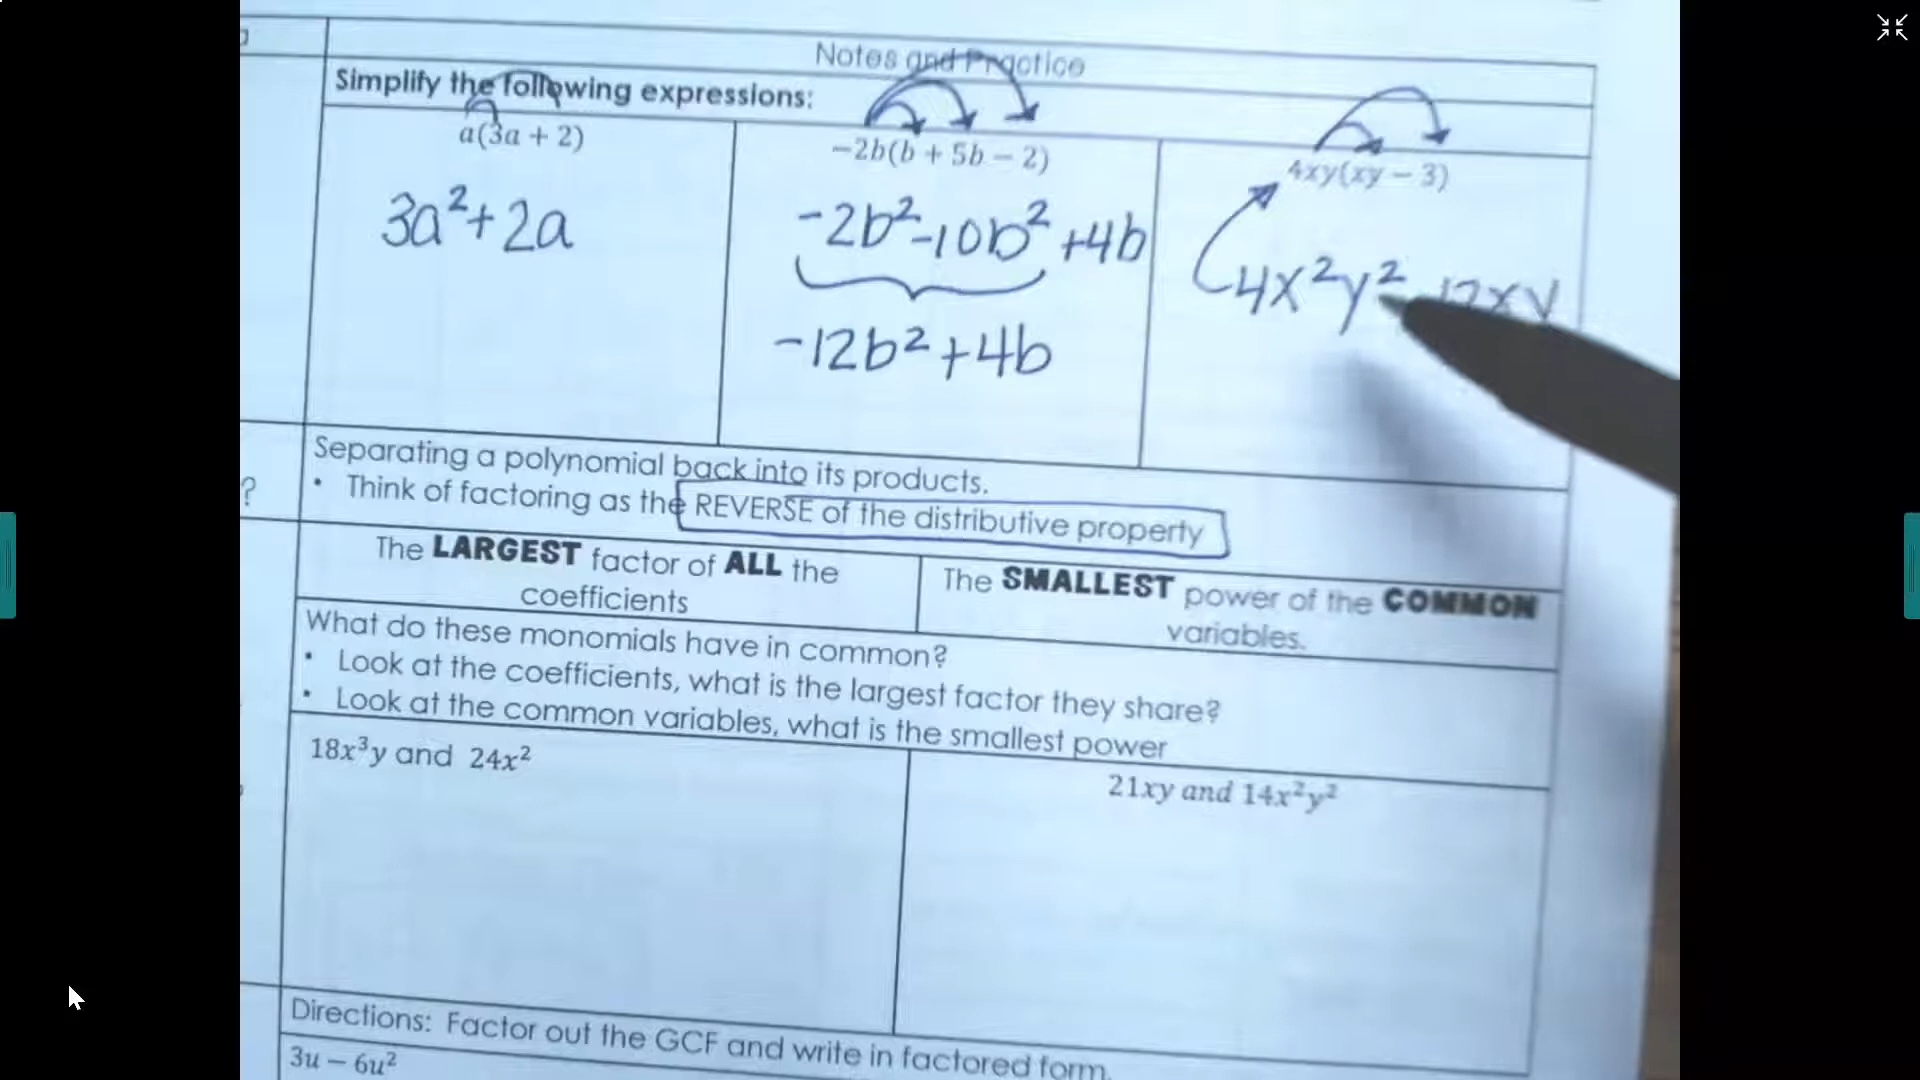 Notes and Practice
Simplify the following expressions:
a(3a + 2)
3a² + 2a
−2b(b + 5b − 2)
-2b² -10b² +4b
-12b² +4b
4xy(xy − 3)
4x²y² 12xy
Separating a polynomial back into its products.
• Think of factoring as the REVERSE of the distributive property
?
The LARGEST factor of ALL the
coefficients
The SMALLEST power of the COMMON
variables.
What do these monomials have in common?
• Look at the coefficients, what is the largest factor they share?
• Look at the common variables, what is the smallest power
18x³y and 24x²
21xy and 14x²y²
Directions: Factor out the GCF and write in factored form.
3u − 6u²